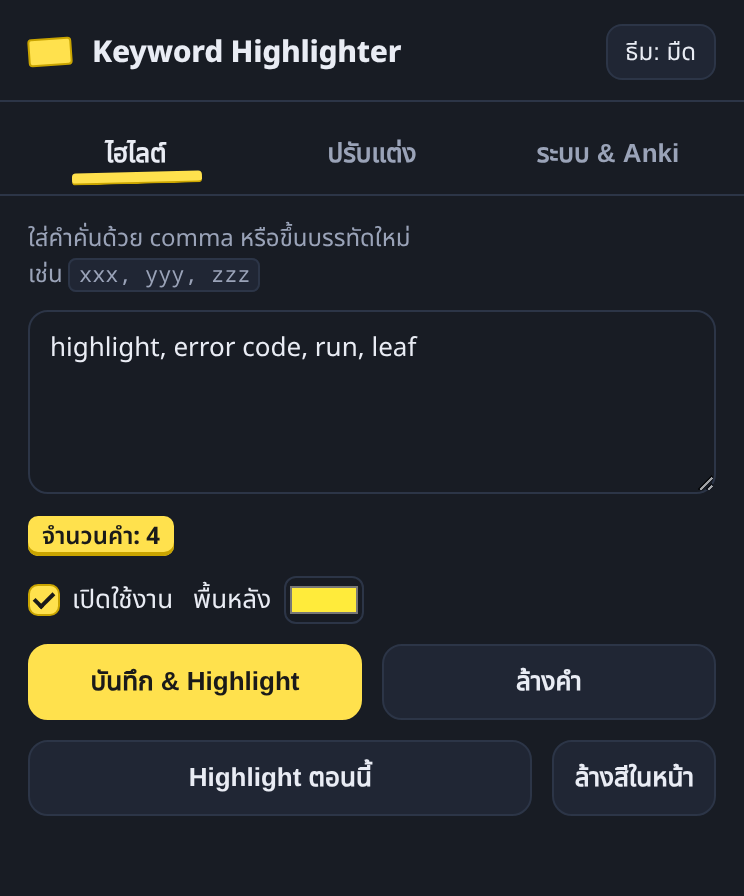 Keyword Highlighter
ธีม: มืด
ไฮไลต์
ปรับแต่ง
ระบบ & Anki
ใส่คำคั่นด้วย comma หรือขึ้นบรรทัดใหม่
เช่น xxx, yyy, zzz
highlight, error code, run, leaf
จำนวนคำ: 4
เปิดใช้งาน พื้นหลัง
บันทึก & Highlight
ล้างคำ
Highlight ตอนนี้
ล้างสีในหน้า